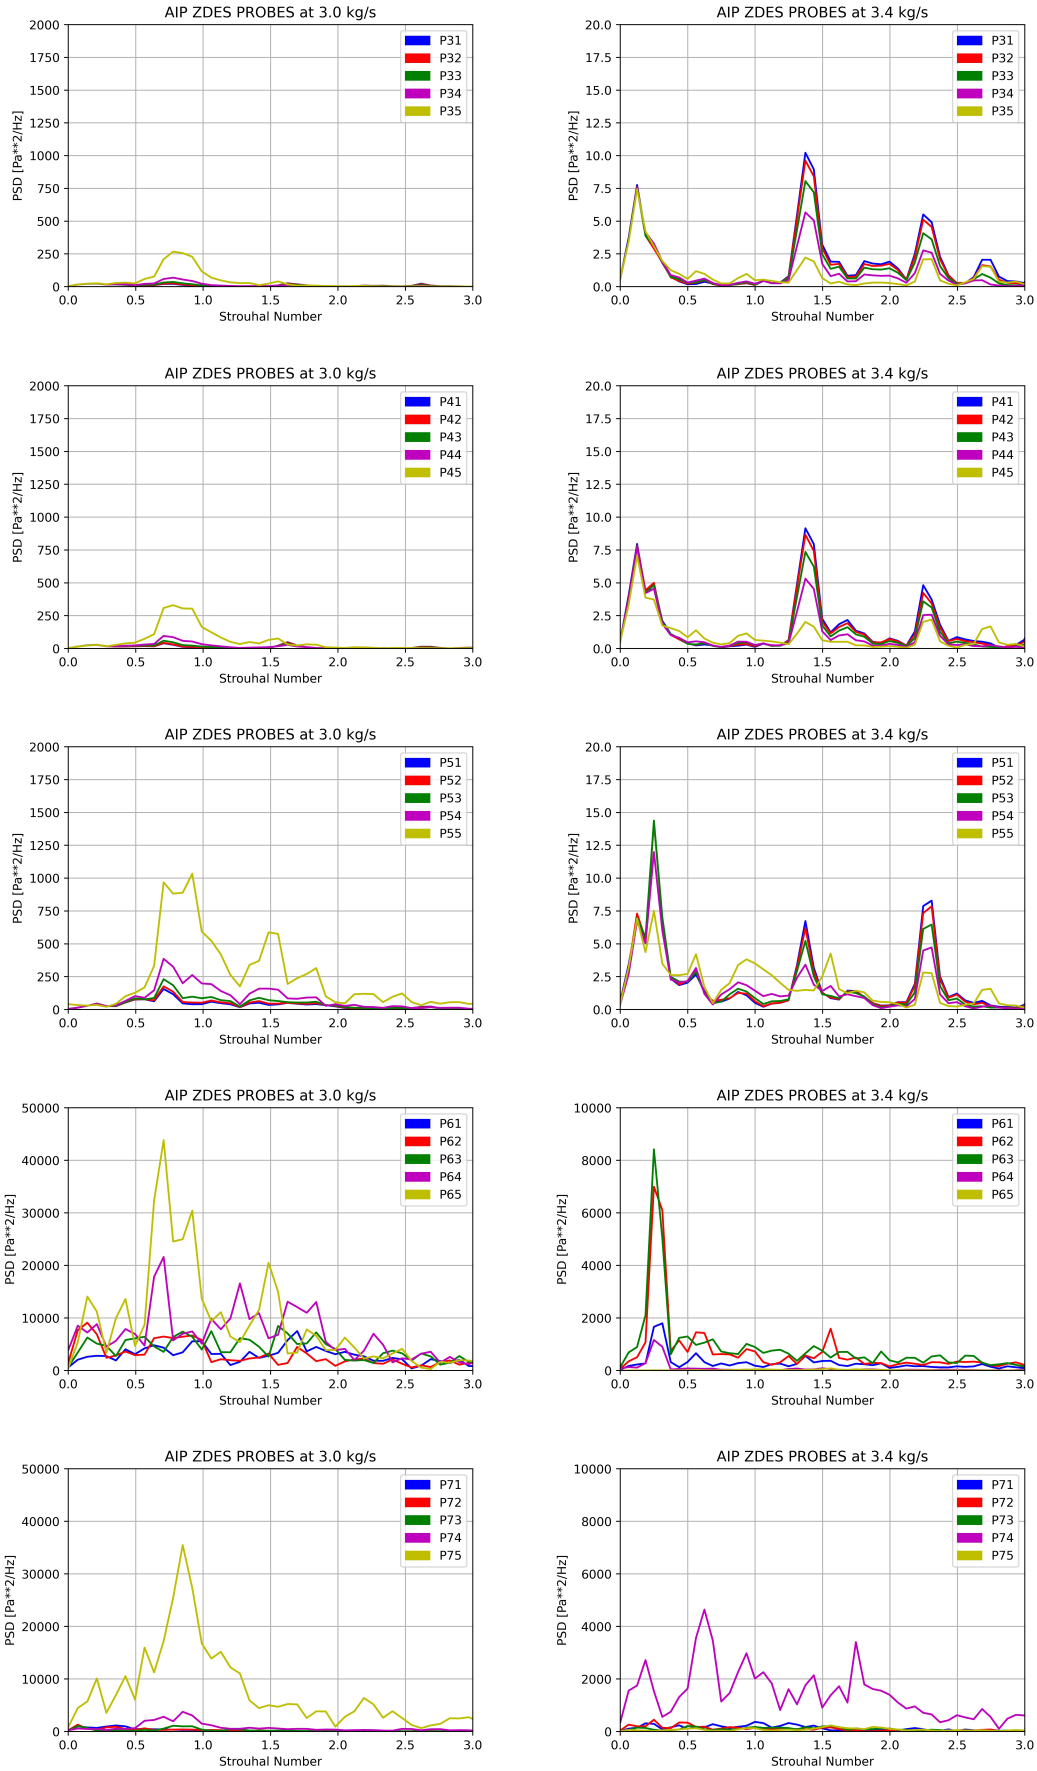 AIP ZDES PROBES at 3.0 kg/s
PSD [Pa**2/Hz]
2000
1750
1500
1250
1000
750
500
250
0
P31
P32
P33
P34
P35
0.0 0.5 1.0 1.5 2.0 2.5 3.0
Strouhal Number
AIP ZDES PROBES at 3.4 kg/s
PSD [Pa**2/Hz]
20.0
17.5
15.0
12.5
10.0
7.5
5.0
2.5
0.0
P31
P32
P33
P34
P35
0.0 0.5 1.0 1.5 2.0 2.5 3.0
Strouhal Number
AIP ZDES PROBES at 3.0 kg/s
PSD [Pa**2/Hz]
2000
1750
1500
1250
1000
750
500
250
0
P41
P42
P43
P44
P45
0.0 0.5 1.0 1.5 2.0 2.5 3.0
Strouhal Number
AIP ZDES PROBES at 3.4 kg/s
PSD [Pa**2/Hz]
20.0
17.5
15.0
12.5
10.0
7.5
5.0
2.5
0.0
P41
P42
P43
P44
P45
0.0 0.5 1.0 1.5 2.0 2.5 3.0
Strouhal Number
AIP ZDES PROBES at 3.0 kg/s
PSD [Pa**2/Hz]
2000
1750
1500
1250
1000
750
500
250
0
P51
P52
P53
P54
P55
0.0 0.5 1.0 1.5 2.0 2.5 3.0
Strouhal Number
AIP ZDES PROBES at 3.4 kg/s
PSD [Pa**2/Hz]
20.0
17.5
15.0
12.5
10.0
7.5
5.0
2.5
0.0
P51
P52
P53
P54
P55
0.0 0.5 1.0 1.5 2.0 2.5 3.0
Strouhal Number
AIP ZDES PROBES at 3.0 kg/s
PSD [Pa**2/Hz]
50000
40000
30000
20000
10000
0
P61
P62
P63
P64
P65
0.0 0.5 1.0 1.5 2.0 2.5 3.0
Strouhal Number
AIP ZDES PROBES at 3.4 kg/s
PSD [Pa**2/Hz]
10000
8000
6000
4000
2000
0
P61
P62
P63
P64
P65
0.0 0.5 1.0 1.5 2.0 2.5 3.0
Strouhal Number
AIP ZDES PROBES at 3.0 kg/s
PSD [Pa**2/Hz]
50000
40000
30000
20000
10000
0
P71
P72
P73
P74
P75
0.0 0.5 1.0 1.5 2.0 2.5 3.0
Strouhal Number
AIP ZDES PROBES at 3.4 kg/s
PSD [Pa**2/Hz]
10000
8000
6000
4000
2000
0
P71
P72
P73
P74
P75
0.0 0.5 1.0 1.5 2.0 2.5 3.0
Strouhal Number